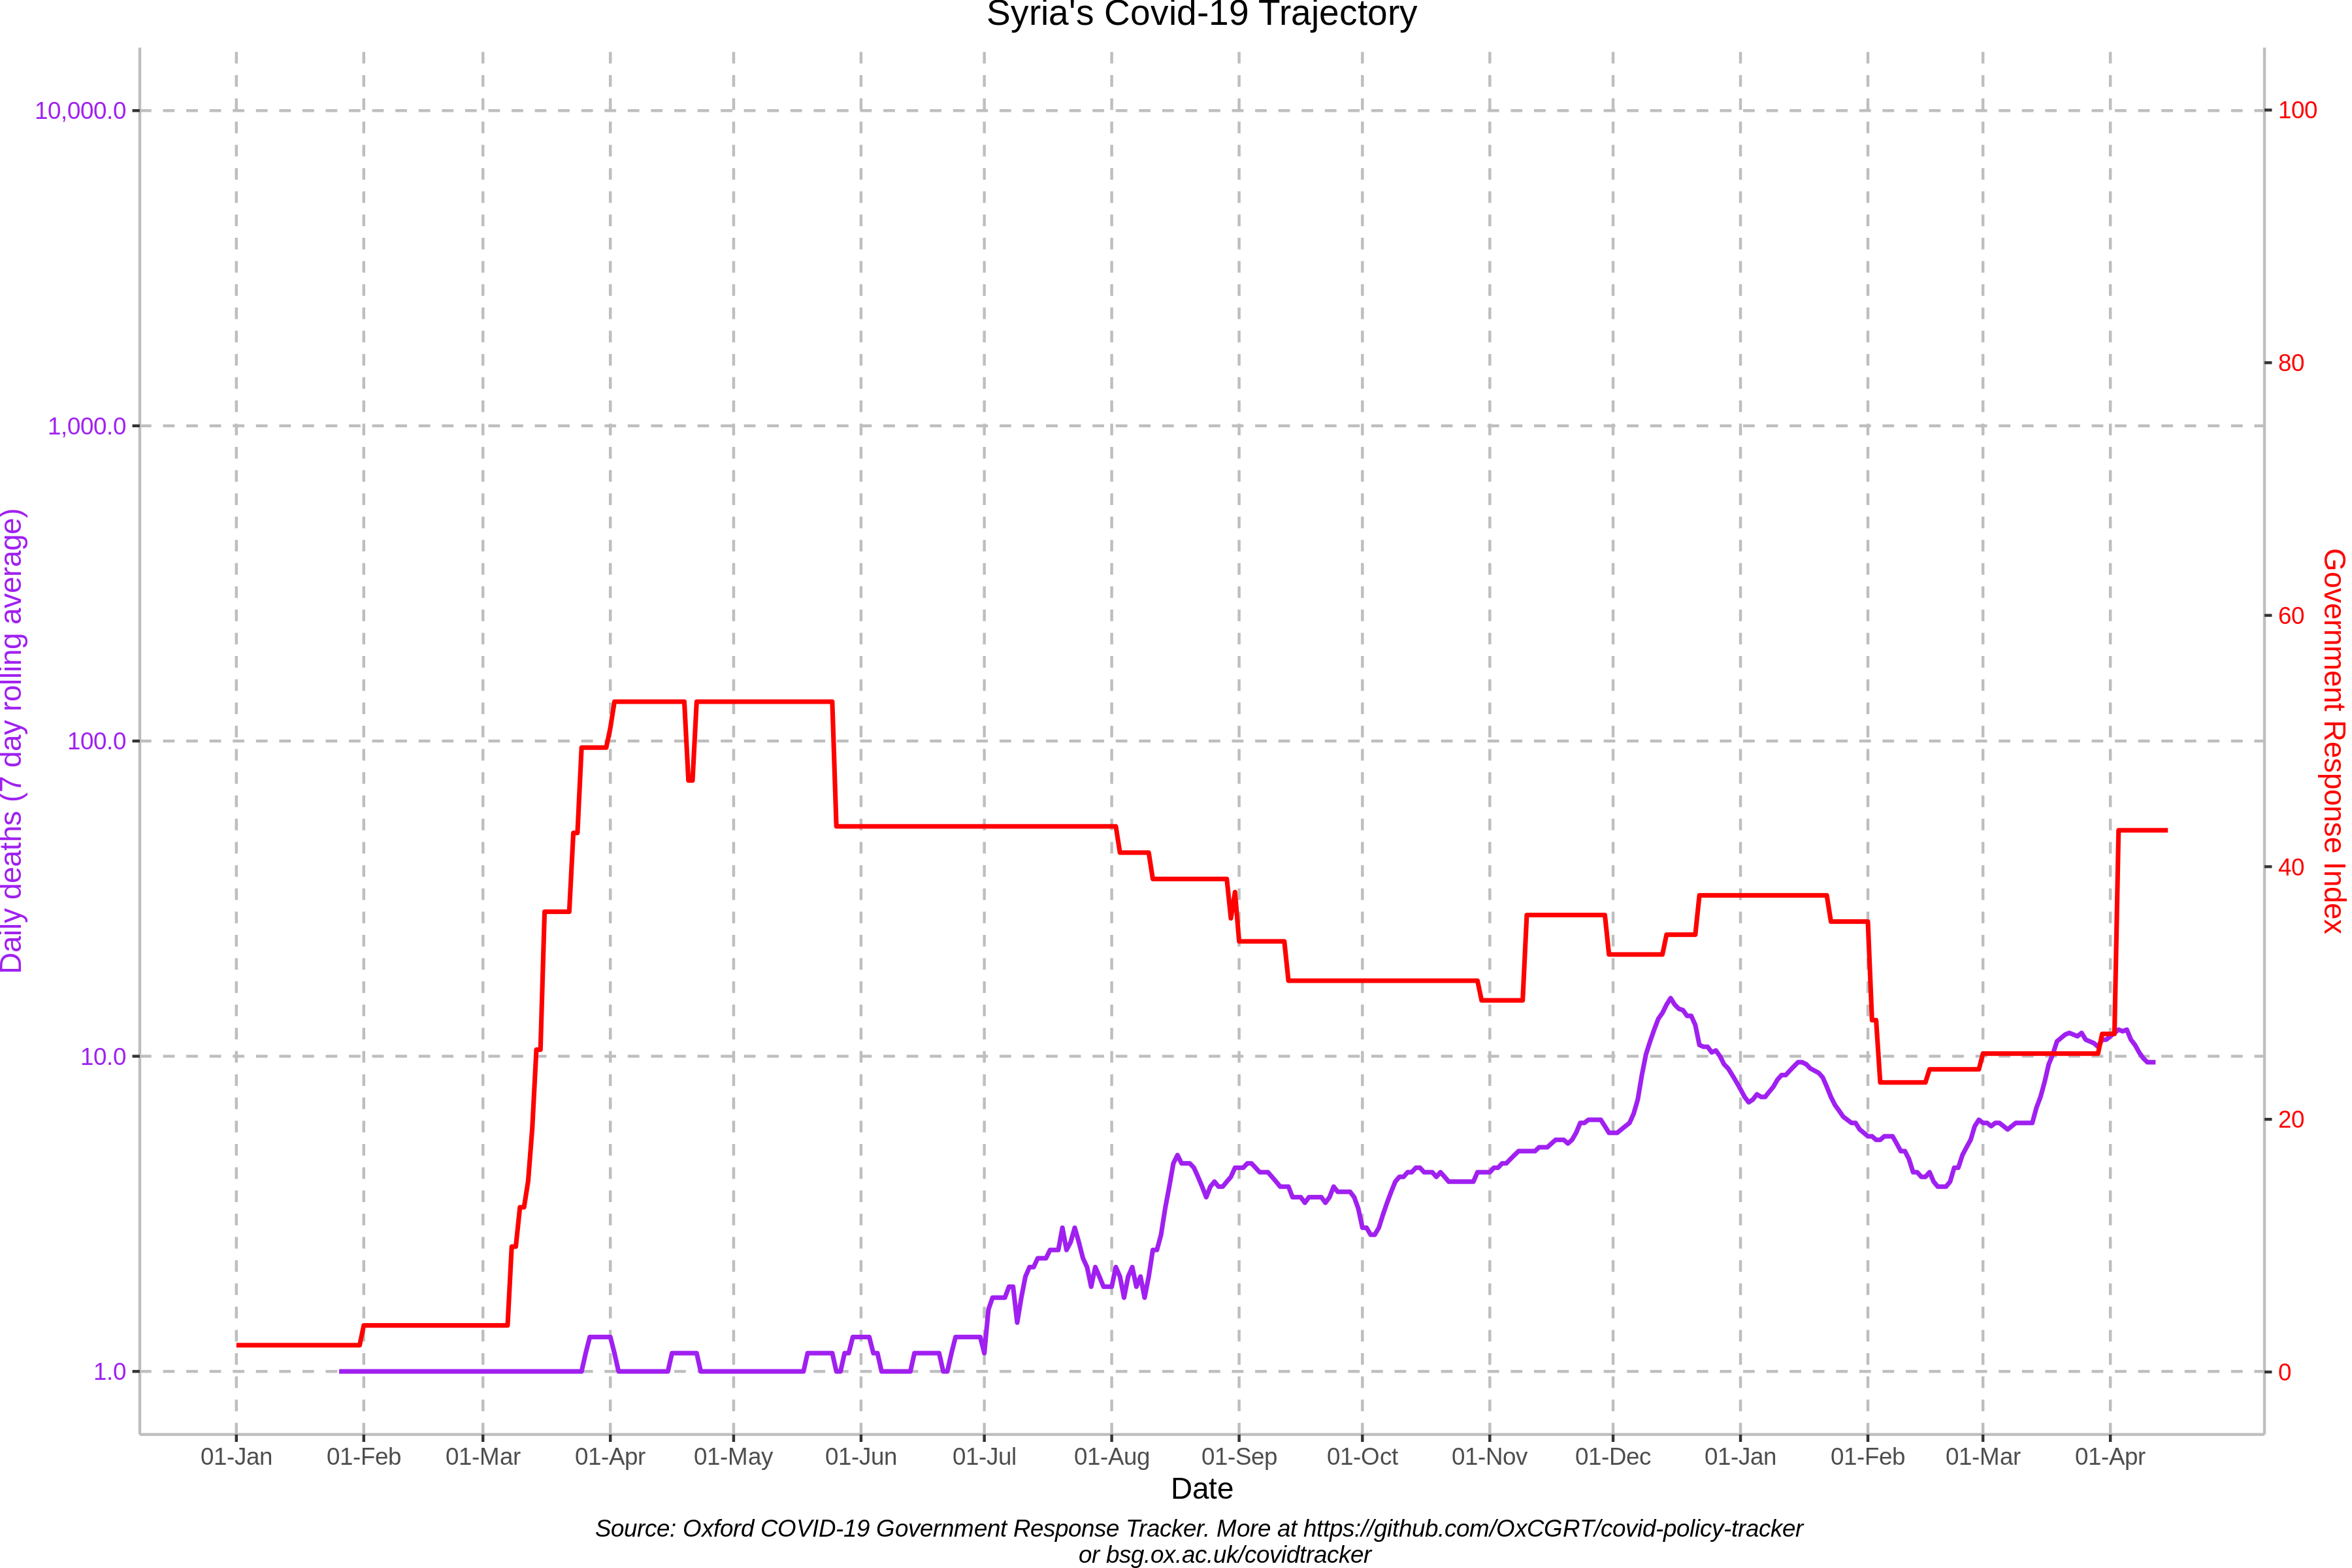 Syria's Covid-19 Trajectory
Daily deaths (7 day rolling average)
10,000.0
1,000.0
100.0
10.0
1.0
Government Response Index
100
80
60
40
20
0
01-Jan 01-Feb 01-Mar 01-Apr 01-May 01-Jun 01-Jul 01-Aug 01-Sep 01-Oct 01-Nov 01-Dec 01-Jan 01-Feb 01-Mar 01-Apr
Date
Source: Oxford COVID-19 Government Response Tracker. More at https://github.com/OxCGRT/covid-policy-tracker
or bsg.ox.ac.uk/covidtracker